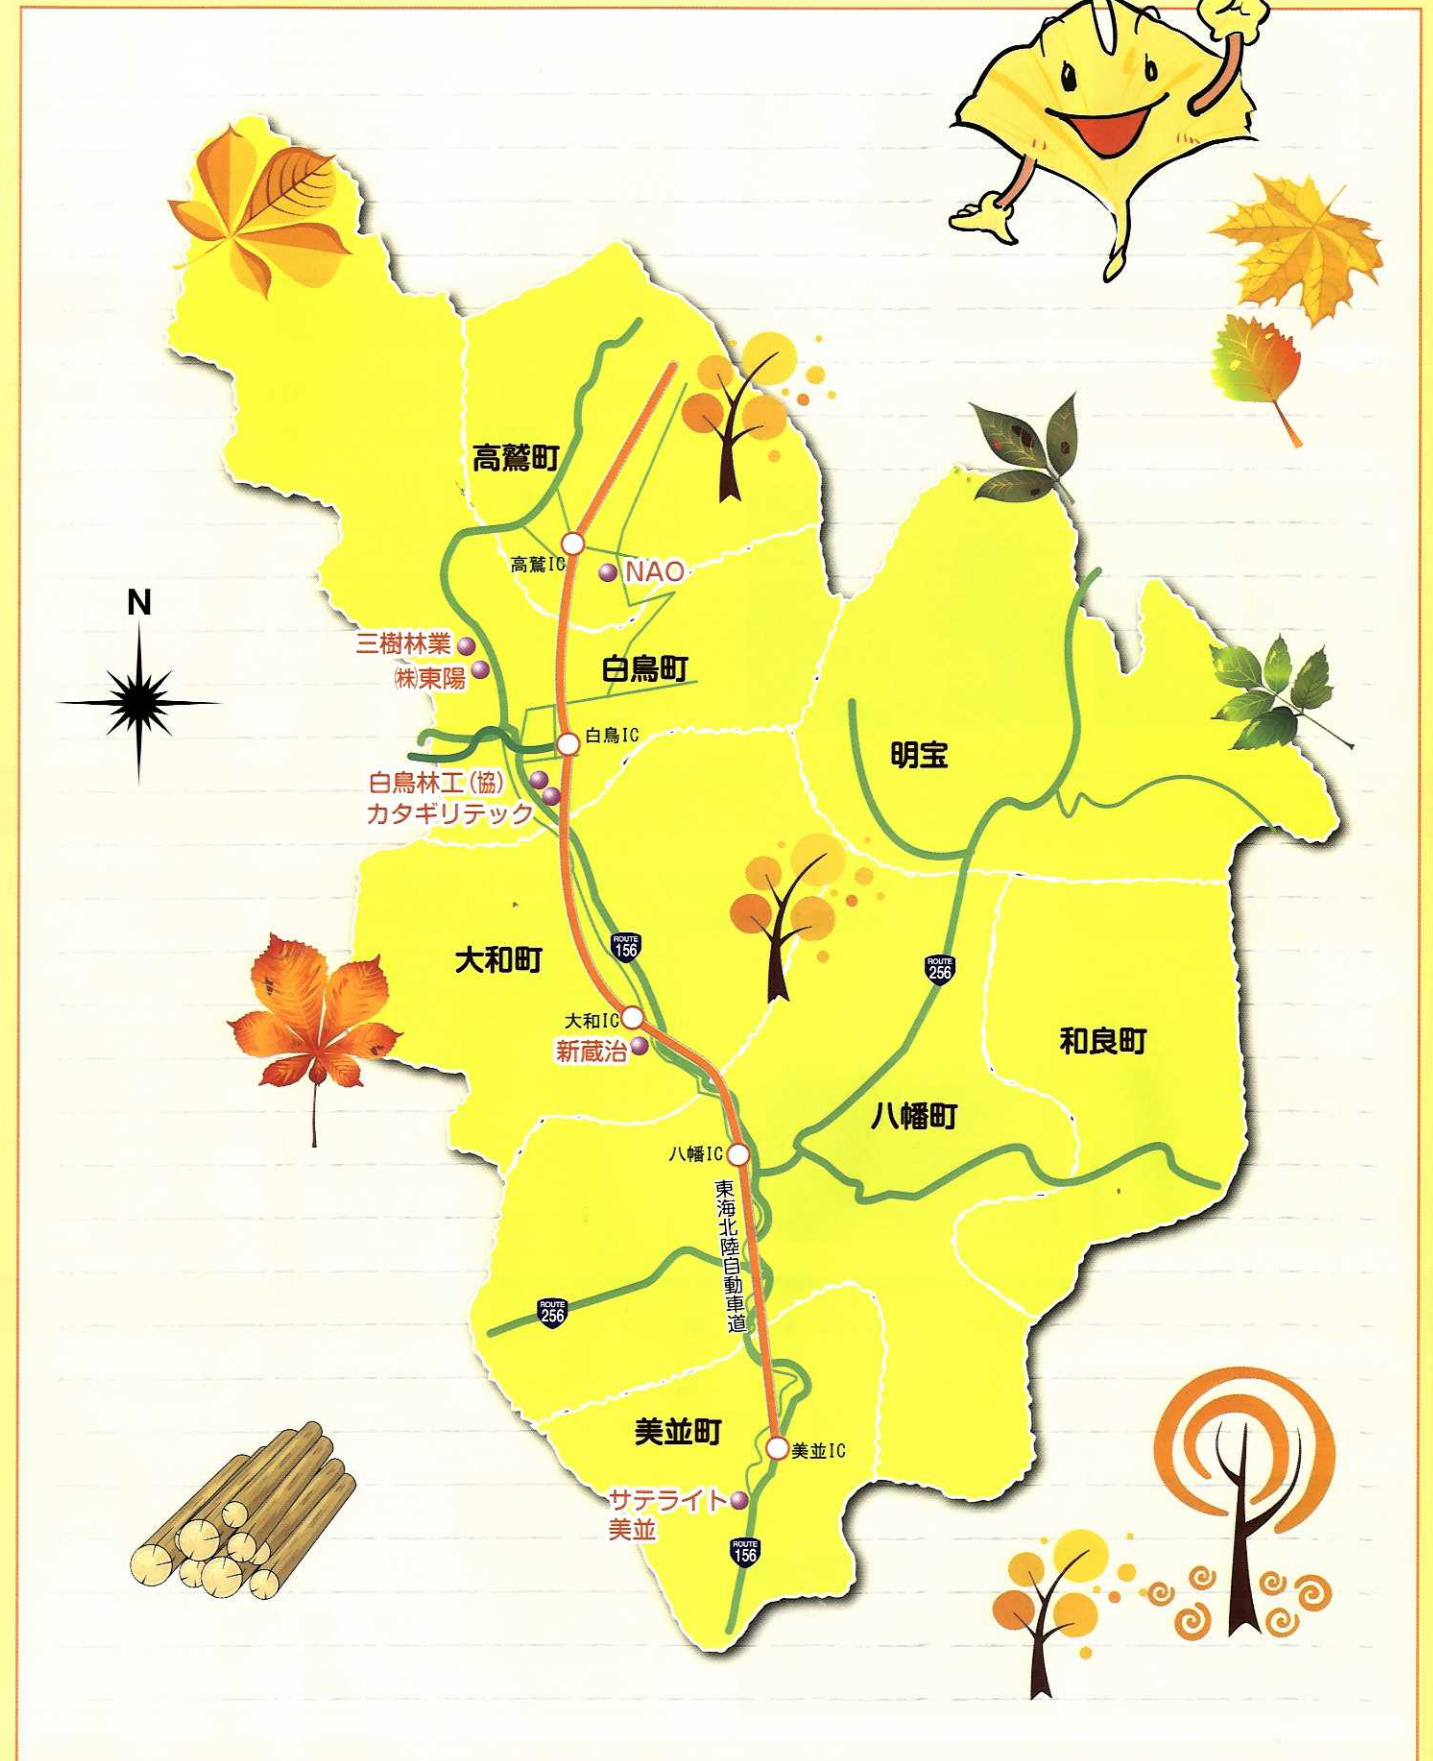 高鷲町
高鷲IC
NAO
N
三樹林業
㈱東陽
白鳥町
白鳥IC
明宝
白鳥林工(協)
カタギリテック
大和町
ROUTE
156
ROUTE
256
大和IC
新蔵治
和良町
八幡町
八幡IC
東海北陸自動車道
ROUTE
256
美並町
美並IC
サテライト
美並
ROUTE
156